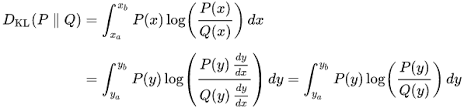 D_KL(P ∥ Q) = ∫_{x_a}^{x_b} P(x) log(P(x)/Q(x)) dx
= ∫_{y_a}^{y_b} P(y) log(P(y) dy/dx / Q(y) dy/dx) dy = ∫_{y_a}^{y_b} P(y) log(P(y)/Q(y)) dy